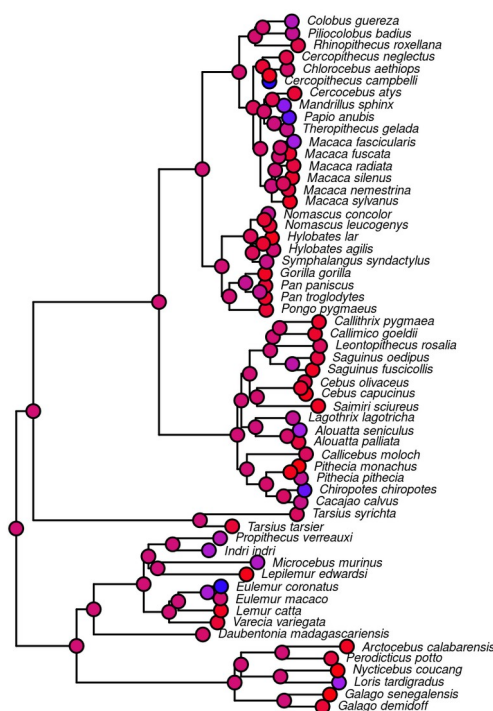 Colobus guereza
Piliocolobus badius
Rhinopithecus roxellana
Cercopithecus neglectus
Chlorocebus aethiops
Cercopithecus campbelli
Cercocebus atys
Mandrillus sphinx
Papio anubis
Theropithecus gelada
Macaca fascicularis
Macaca fuscata
Macaca radiata
Macaca silenus
Macaca nemestrina
Macaca sylvanus
Nomascus concolor
Nomascus leucogenys
Hylobates lar
Hylobates agilis
Symphalangus syndactylus
Gorilla gorilla
Pan paniscus
Pan troglodytes
Pongo pygmaeus
Callithrix pygmaea
Callimico goeldii
Leontopithecus rosalia
Saguinus oedipus
Saguinus fuscicollis
Cebus olivaceus
Cebus capucinus
Saimiri sciureus
Lagothrix lagotricha
Alouatta seniculus
Alouatta palliata
Callicebus moloch
Pithecia monachus
Pithecia pithecia
Chiropotes chiropotes
Cacajao calvus
Tarsius syrichta
Tarsius tarsier
Propithecus verreauxi
Indri indri
Microcebus murinus
Lepilemur edwardsi
Eulemur coronatus
Eulemur macaco
Lemur catta
Varecia variegata
Daubentonia madagascariensis
Arctocebus calabarensis
Perodicticus potto
Nycticebus coucang
Loris tardigradus
Galago senegalensis
Galago demidoff